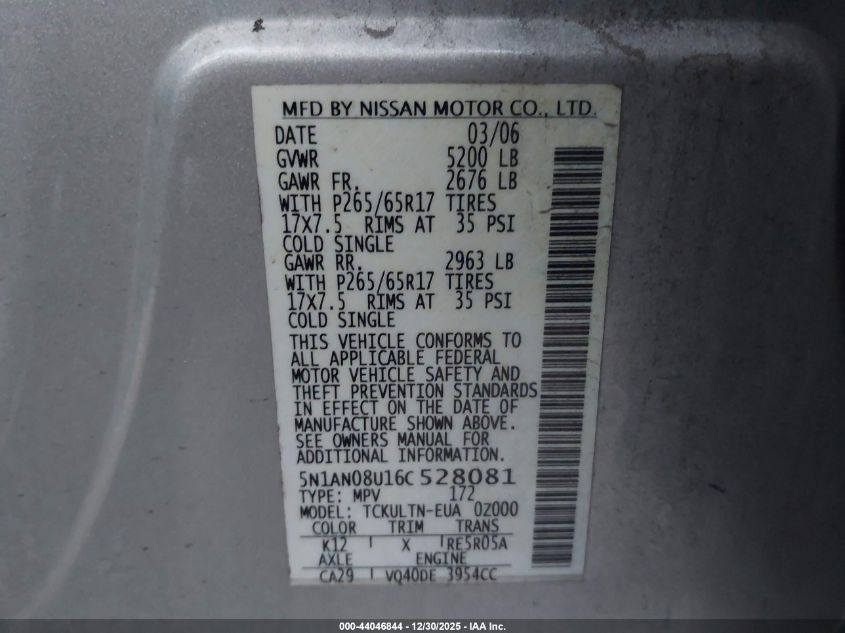 MFD BY NISSAN MOTOR CO., LTD.
DATE 03/06
GVWR 5200 LB
GAWR FR. 2676 LB
WITH P265/65R17 TIRES
17X7.5 RIMS AT 35 PSI
COLD SINGLE
GAWR RR. 2963 LB
WITH P265/65R17 TIRES
17X7.5 RIMS AT 35 PSI
COLD SINGLE
THIS VEHICLE CONFORMS TO
ALL APPLICABLE FEDERAL
MOTOR VEHICLE SAFETY AND
THEFT PREVENTION STANDARDS
IN EFFECT ON THE DATE OF
MANUFACTURE SHOWN ABOVE.
SEE OWNERS MANUAL FOR
ADDITIONAL INFORMATION.
5N1AN08U16C528081
TYPE: MPV 172
MODEL: TCKULTN-EUA 0Z000
COLOR TRIM TRANS
K12 X RE5R05A
AXLE ENGINE
CA29 VQ40DE 3954CC
000-44046844 - 12/30/2025 - IAA Inc.